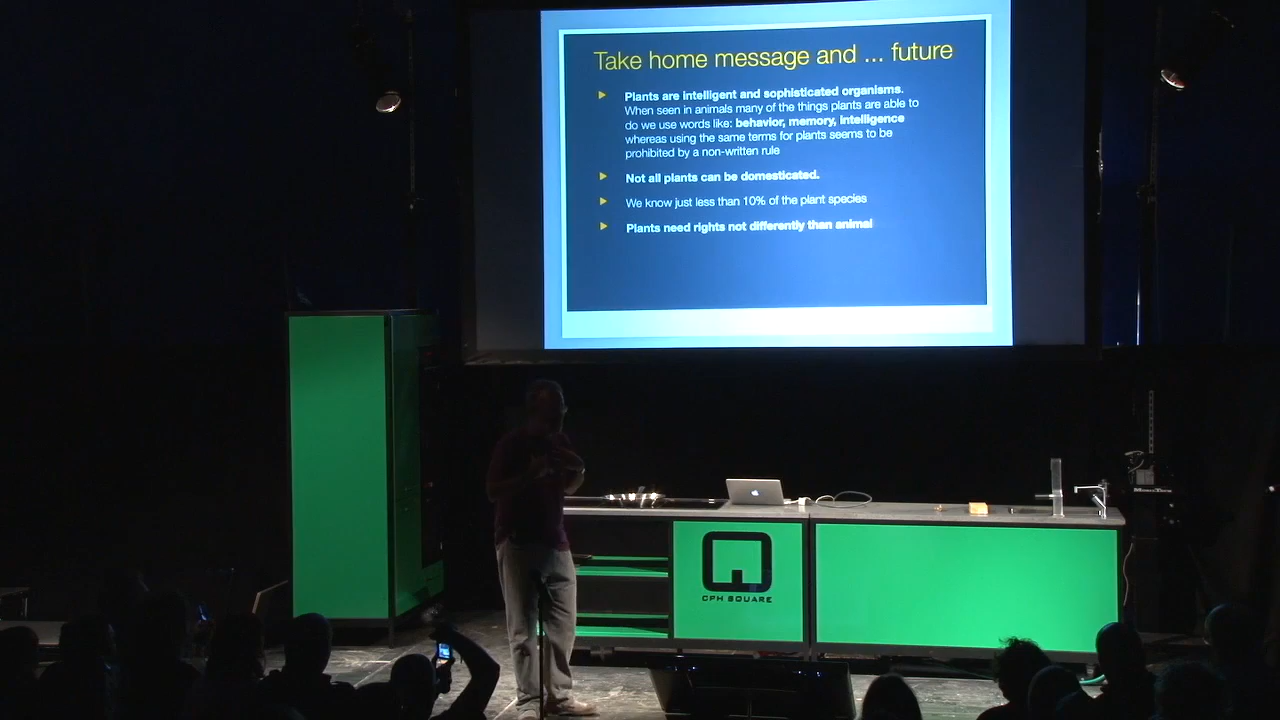 Take home message and ... future
Plants are intelligent and sophisticated organisms.
When seen in animals many of the things plants are able to
do we use words like: behavior, memory, intelligence
whereas using the same terms for plants seems to be
prohibited by a non-written rule
Not all plants can be domesticated.
We know just less than 10% of the plant species
Plants need rights not differently than animal
CPH SQUARE